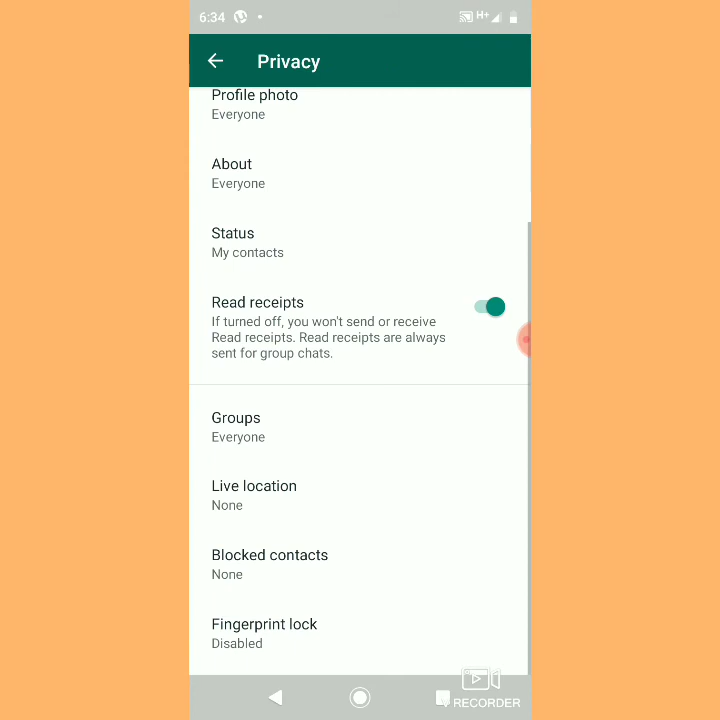 6:34 H+
Privacy
Profile photo
Everyone
About
Everyone
Status
My contacts
Read receipts
If turned off, you won't send or receive
Read receipts. Read receipts are always
sent for group chats.
Groups
Everyone
Live location
None
Blocked contacts
None
Fingerprint lock
Disabled
RECORDER